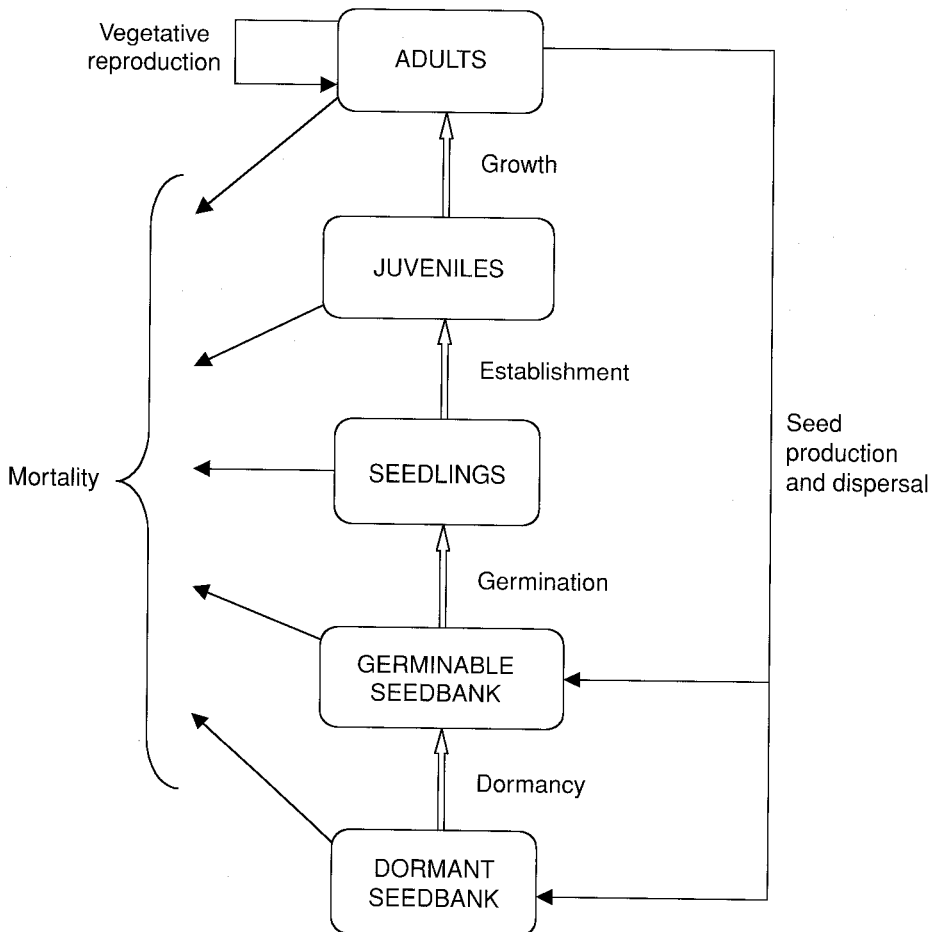 Vegetative
reproduction
ADULTS
Growth
JUVENILES
Establishment
Seed
production
and dispersal
SEEDLINGS
Mortality
Germination
GERMINABLE
SEEDBANK
Dormancy
DORMANT
SEEDBANK